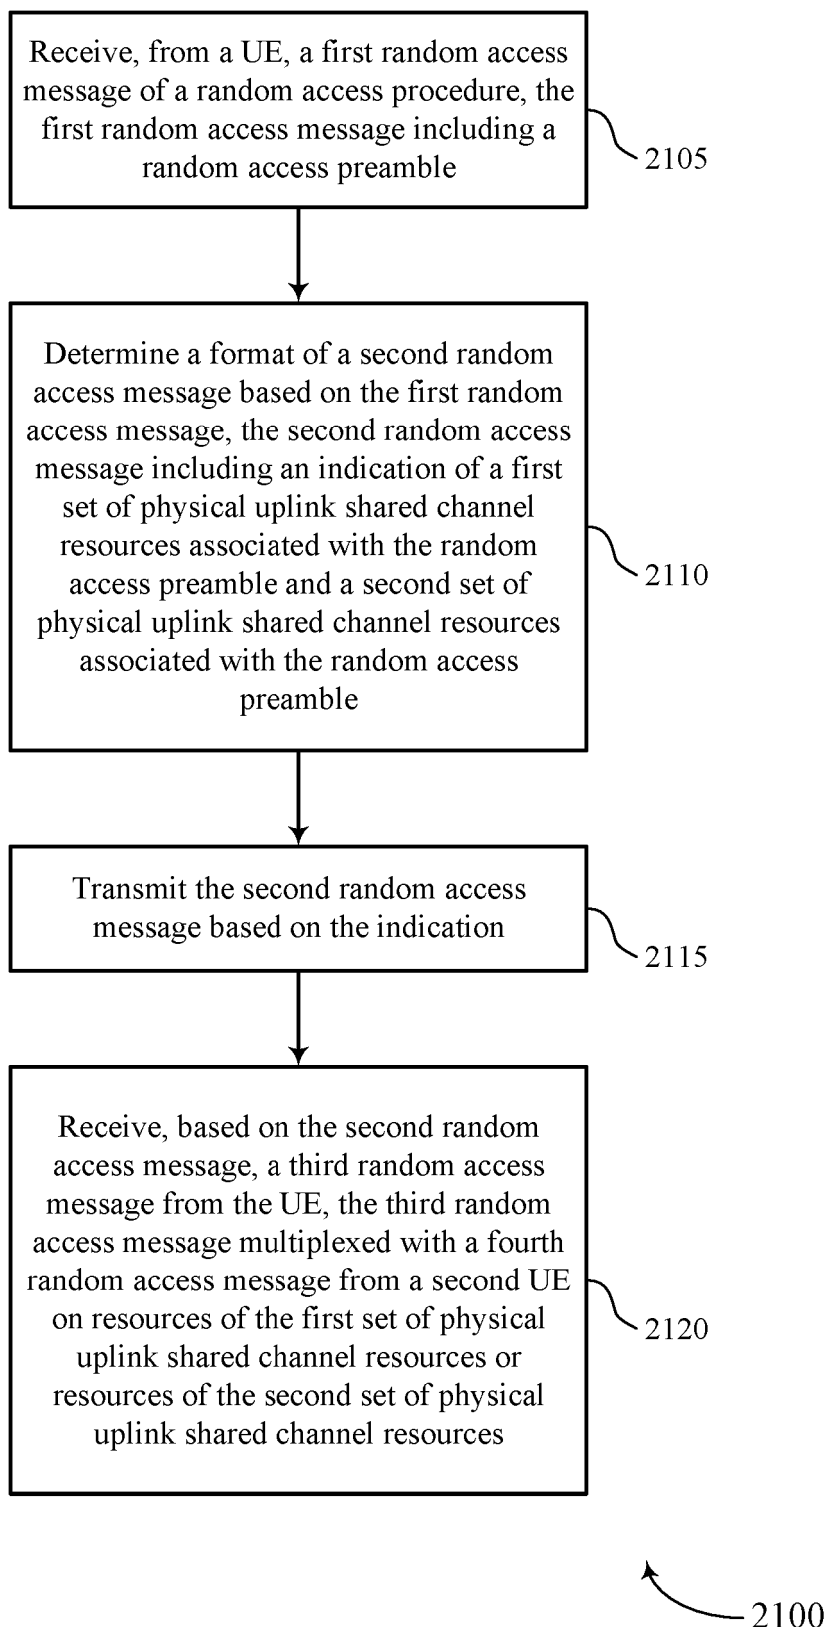 Receive, from a UE, a first random access
message of a random access procedure, the
first random access message including a
random access preamble
2105
Determine a format of a second random
access message based on the first random
access message, the second random access
message including an indication of a first
set of physical uplink shared channel
resources associated with the random
access preamble and a second set of
physical uplink shared channel resources
associated with the random access
preamble
2110
Transmit the second random access
message based on the indication
2115
Receive, based on the second random
access message, a third random access
message from the UE, the third random
access message multiplexed with a fourth
random access message from a second UE
on resources of the first set of physical
uplink shared channel resources or
resources of the second set of physical
uplink shared channel resources
2120
2100